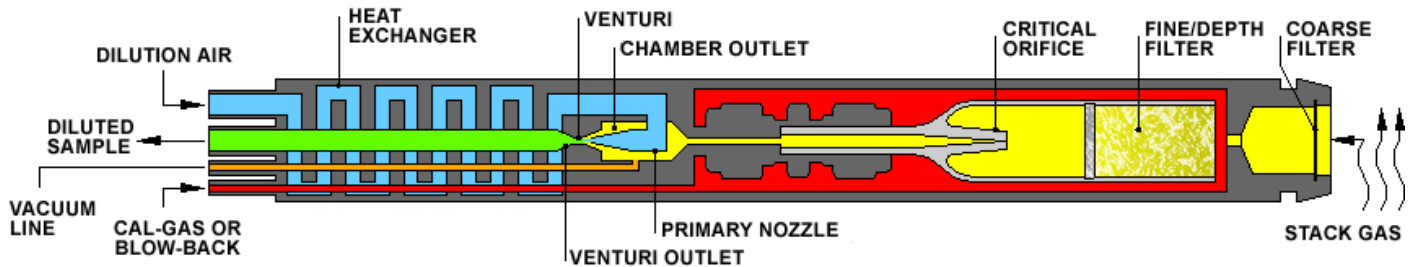 HEAT
EXCHANGER
VENTURI
CHAMBER OUTLET
CRITICAL
ORIFICE
FINE/DEPTH
FILTER
COARSE
FILTER
DILUTION AIR
DILUTED
SAMPLE
VACUUM
LINE
CAL-GAS OR
BLOW-BACK
PRIMARY NOZZLE
VENTURI OUTLET
STACK GAS